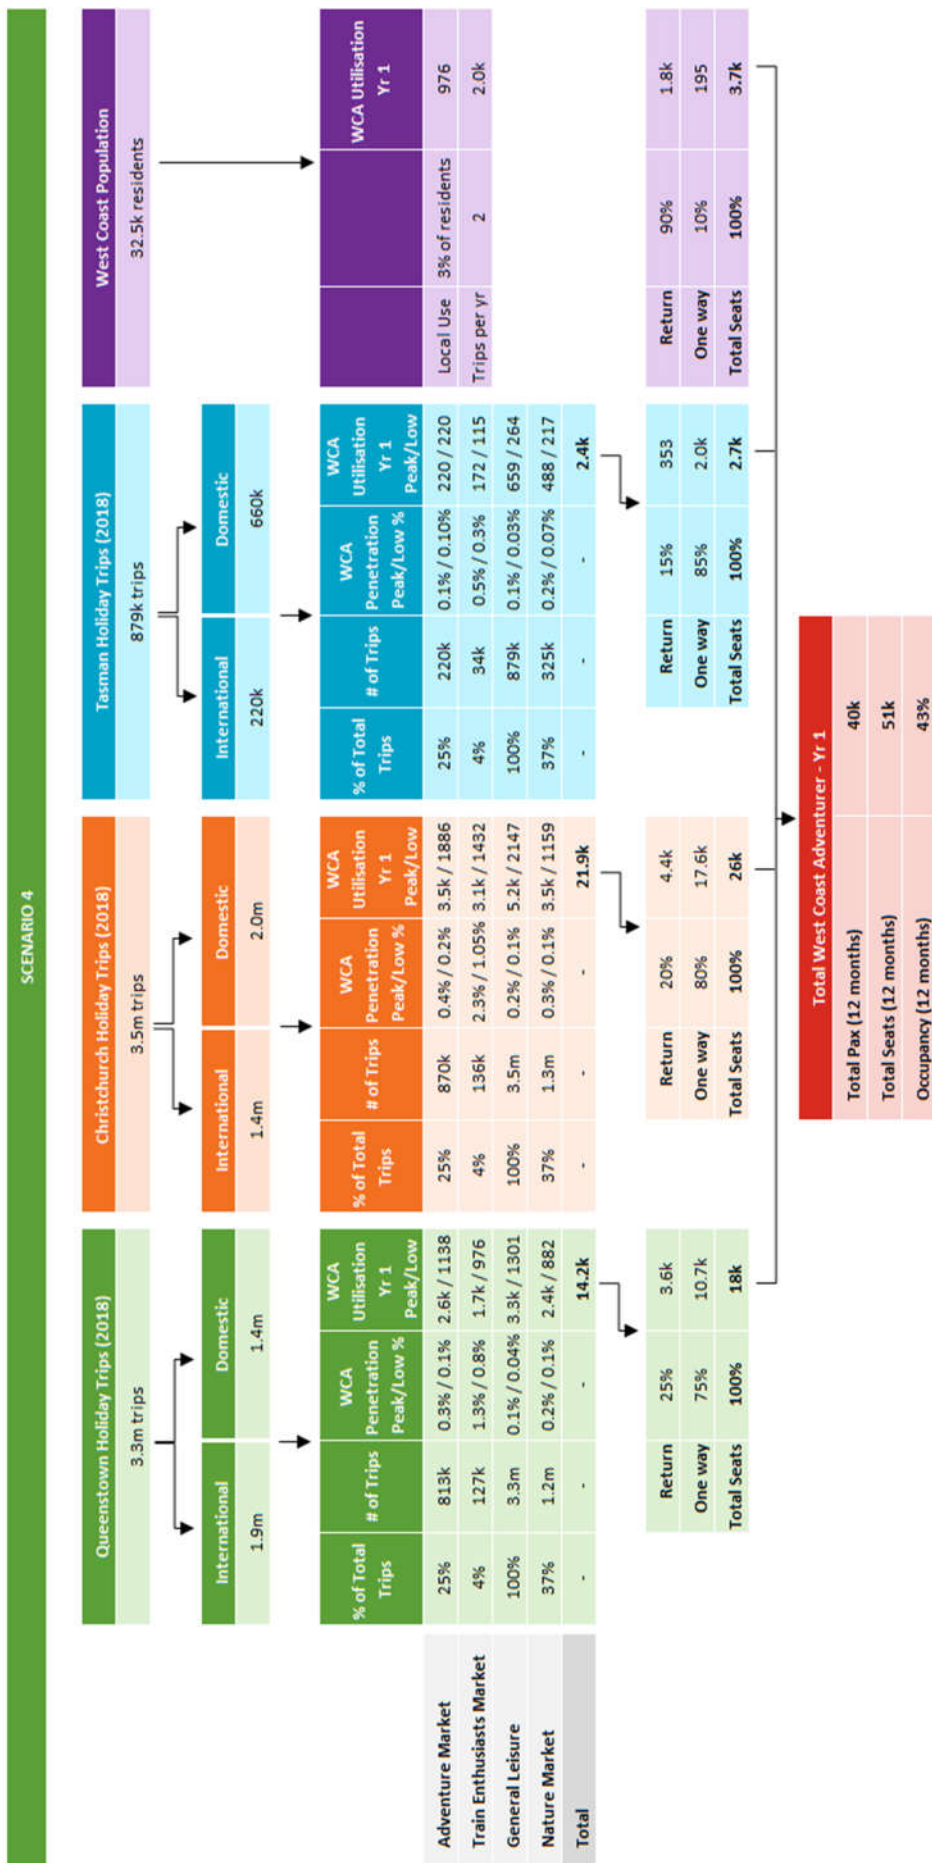 SCENARIO 4
Queenstown Holiday Trips (2018)
3.3m trips
International Domestic
1.9m 1.4m
Christchurch Holiday Trips (2018)
3.5m trips
International Domestic
1.4m 2.0m
Tasman Holiday Trips (2018)
879k trips
International Domestic
220k 660k
West Coast Population
32.5k residents
% of Total Trips # of Trips WCA Penetration Peak/Low % WCA Utilisation Yr 1 Peak/Low
Adventure Market 25% 813k 0.3% / 0.1% 2.6k / 1138
Train Enthusiasts Market 4% 127k 1.3% / 0.8% 1.7k / 976
General Leisure 100% 3.3m 0.1% / 0.04% 3.3k / 1301
Nature Market 37% 1.2m 0.2% / 0.1% 2.4k / 882
Total - - - 14.2k
% of Total Trips # of Trips WCA Penetration Peak/Low % WCA Utilisation Yr 1 Peak/Low
25% 870k 0.4% / 0.2% 3.5k / 1886
4% 136k 2.3% / 1.05% 3.1k / 1432
100% 3.5m 0.2% / 0.1% 5.2k / 2147
37% 1.3m 0.3% / 0.1% 3.5k / 1159
- - - 21.9k
% of Total Trips # of Trips WCA Penetration Peak/Low % WCA Utilisation Yr 1 Peak/Low
25% 220k 0.1% / 0.10% 220 / 220
4% 34k 0.5% / 0.3% 172 / 115
100% 879k 0.1% / 0.03% 659 / 264
37% 325k 0.2% / 0.07% 488 / 217
- - - 2.4k
WCA Utilisation Yr 1
Local Use 3% of residents 976
Trips per yr 2 2.0k
Return 25% 3.6k
One way 75% 10.7k
Total Seats 100% 18k
Return 20% 4.4k
One way 80% 17.6k
Total Seats 100% 26k
Return 15% 353
One way 85% 2.0k
Total Seats 100% 2.7k
Return 90% 1.8k
One way 10% 195
Total Seats 100% 3.7k
Total West Coast Adventurer - Yr 1
Total Pax (12 months) 40k
Total Seats (12 months) 51k
Occupancy (12 months) 43%